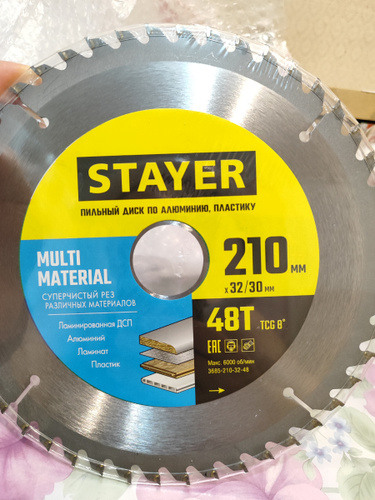 STAYER
ПИЛЬНЫЙ ДИСК ПО АЛЮМИНИЮ, ПЛАСТИКУ
MULTI
MATERIAL
СУПЕРЧИСТЫЙ РЕЗ
РАЗЛИЧНЫХ МАТЕРИАЛОВ
Ламинированная ДСП
Алюминий
Ламинат
Пластик
210 мм
x 32/30 мм
48T -TCG 8°
EAC
Макс. 6000 об/мин
3685-210-32-48